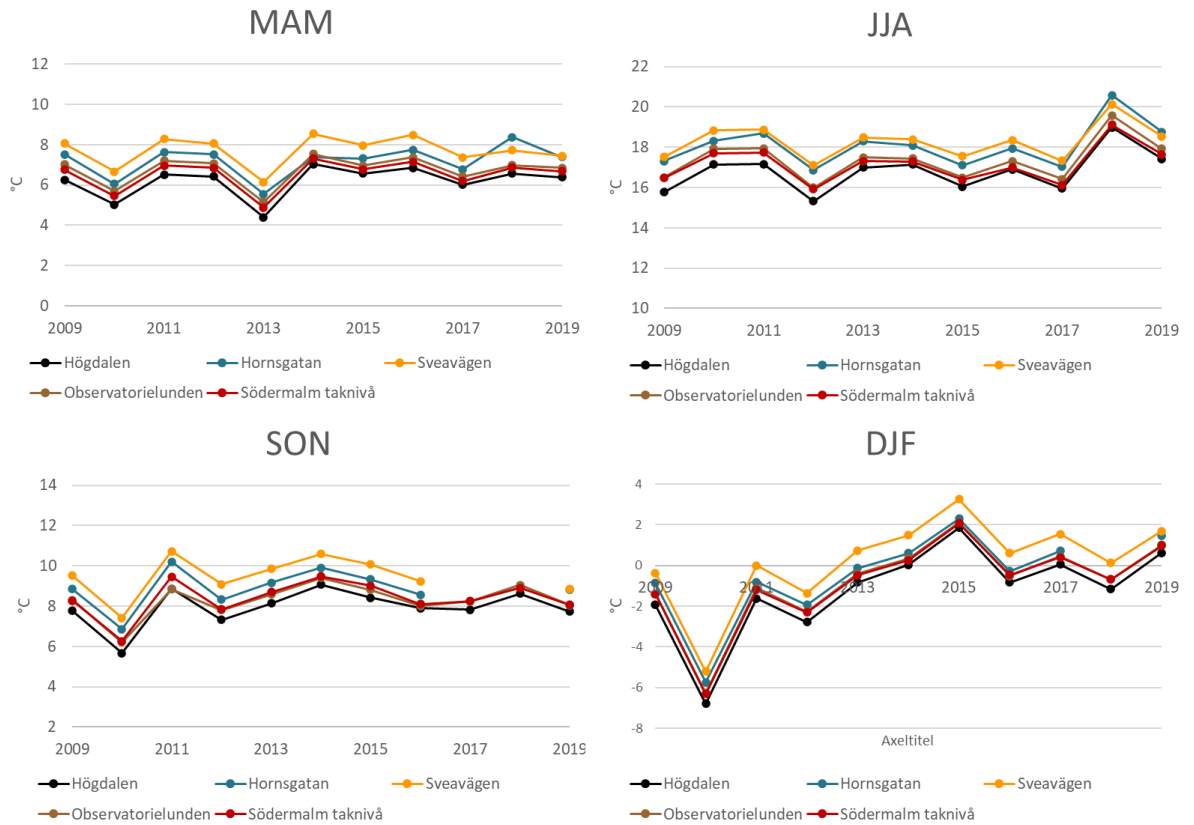 MAM
12
10
8
6
4
2
0
°C
2009 2011 2013 2015 2017 2019
Högdalen Hornsgatan Sveavägen
Observatorielunden Södermalm taknivå
JJA
22
20
18
16
14
12
10
°C
2009 2011 2013 2015 2017 2019
Högdalen Hornsgatan Sveavägen
Observatorielunden Södermalm taknivå
SON
14
12
10
8
6
4
2
°C
2009 2011 2013 2015 2017 2019
Högdalen Hornsgatan Sveavägen
Observatorielunden Södermalm taknivå
DJF
4
2
0
-2
-4
-6
-8
°C
2009 2011 2013 2015 2017 2019
Axeltitel
Högdalen Hornsgatan Sveavägen
Observatorielunden Södermalm taknivå